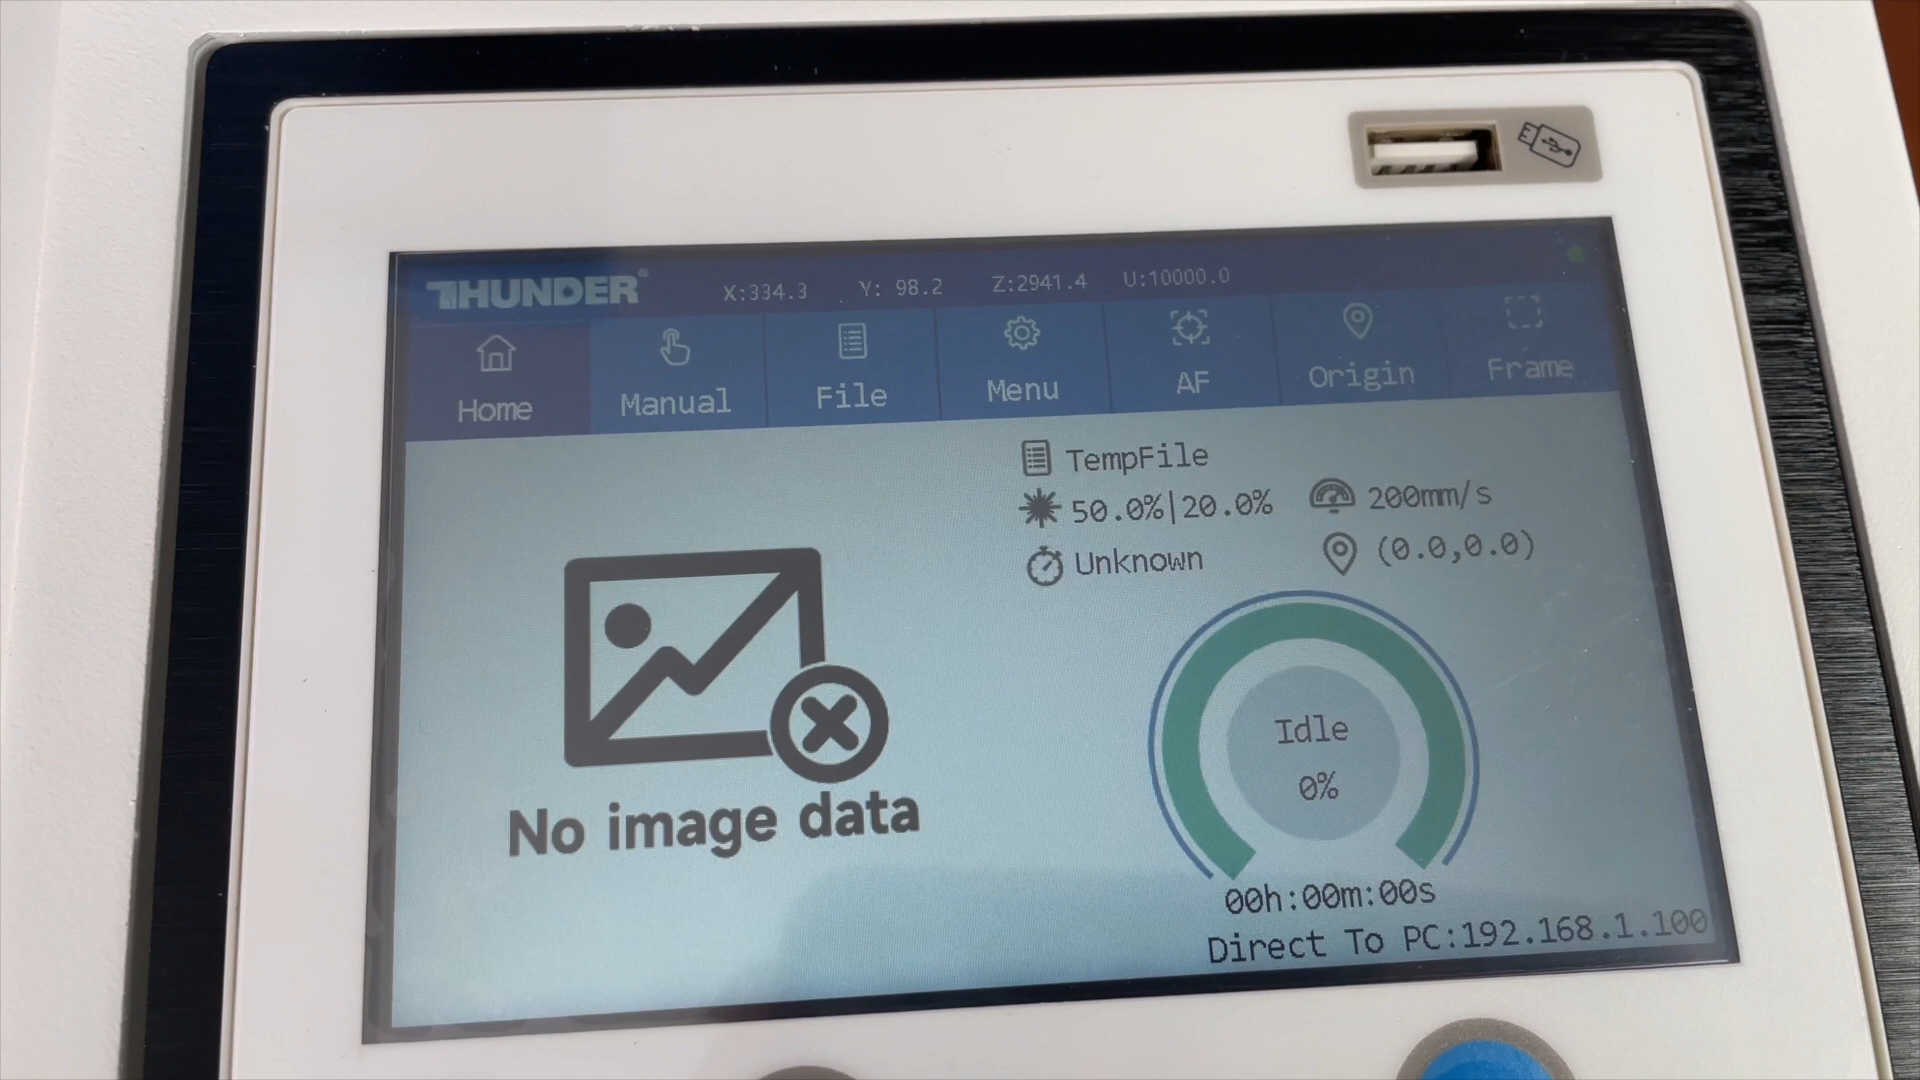 THUNDER® X:334.3 Y: 98.2 Z:2941.4 U:10000.0
Home Manual File Menu AF Origin Frame
TempFile
50.0%|20.0% 200mm/s
Unknown (0.0,0.0)
No image data
Idle
0%
00h:00m:00s
Direct To PC:192.168.1.100